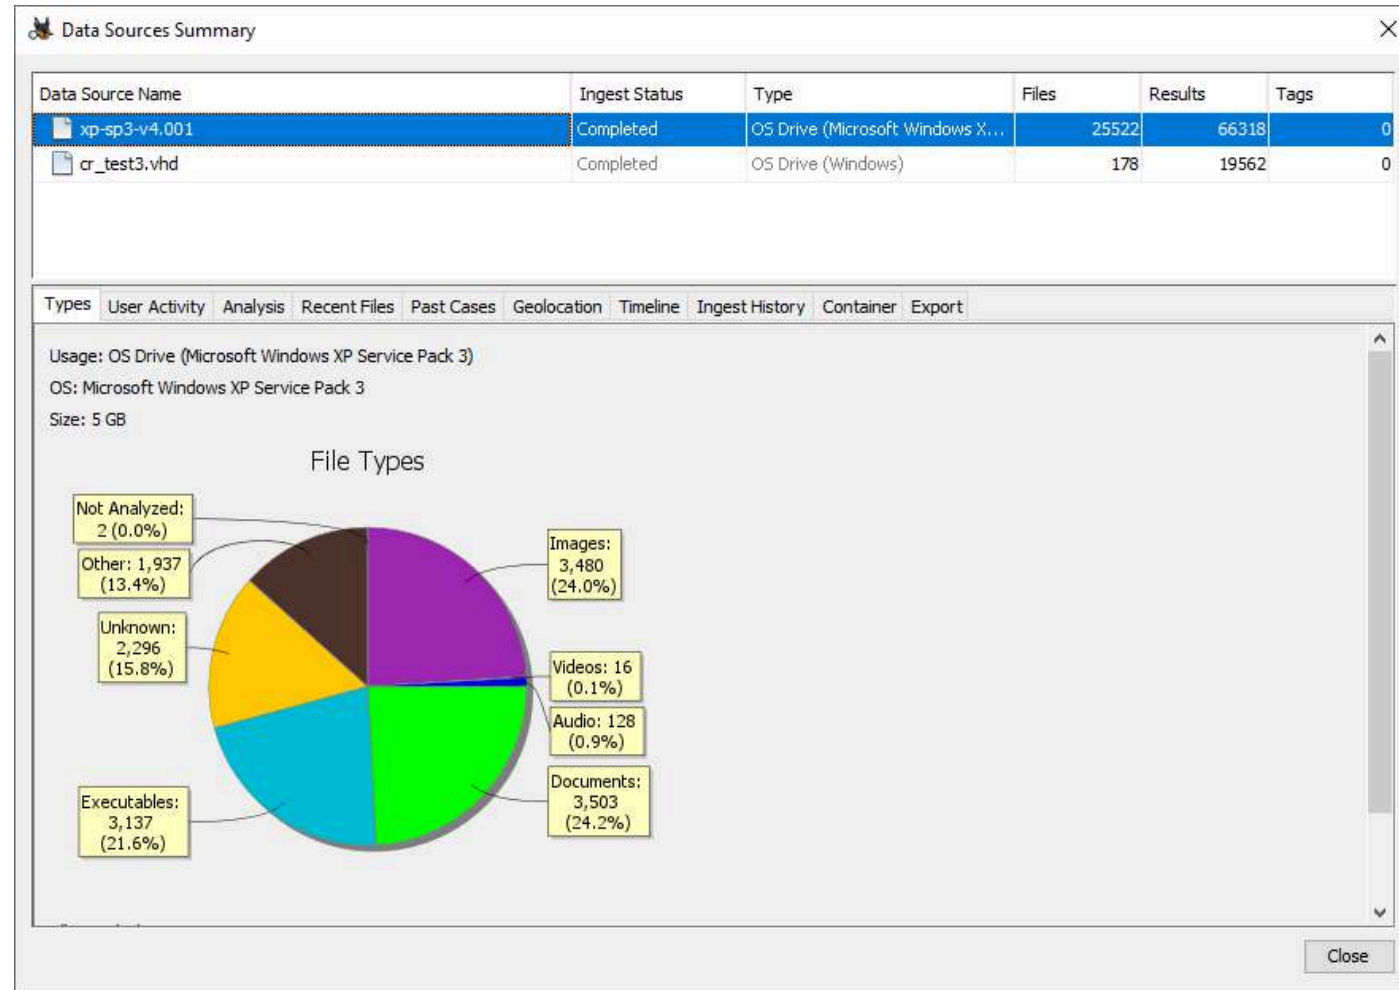 Data Sources Summary
Data Source Name Ingest Status Type Files Results Tags
xp-sp3-v4.001 Completed OS Drive (Microsoft Windows X... 25522 66318 0
cr_test3.vhd Completed OS Drive (Windows) 178 19562 0
Types User Activity Analysis Recent Files Past Cases Geolocation Timeline Ingest History Container Export
Usage: OS Drive (Microsoft Windows XP Service Pack 3)
OS: Microsoft Windows XP Service Pack 3
Size: 5 GB
File Types
Not Analyzed:
2 (0.0%)
Other: 1,937
(13.4%)
Unknown:
2,296
(15.8%)
Executables:
3,137
(21.6%)
Images:
3,480
(24.0%)
Videos: 16
(0.1%)
Audio: 128
(0.9%)
Documents:
3,503
(24.2%)
Close